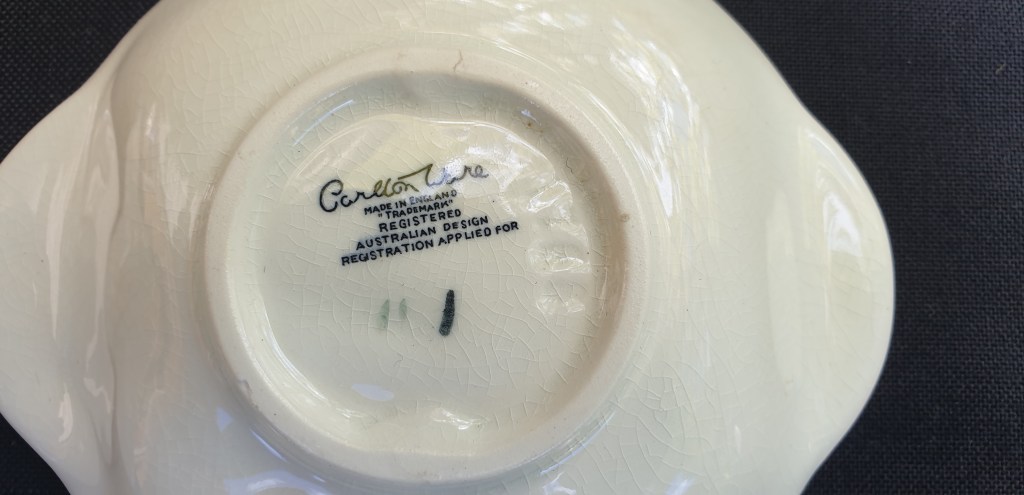 Carlton Ware
MADE IN ENGLAND
"TRADEMARK"
REGISTERED
AUSTRALIAN DESIGN
REGISTRATION APPLIED FOR